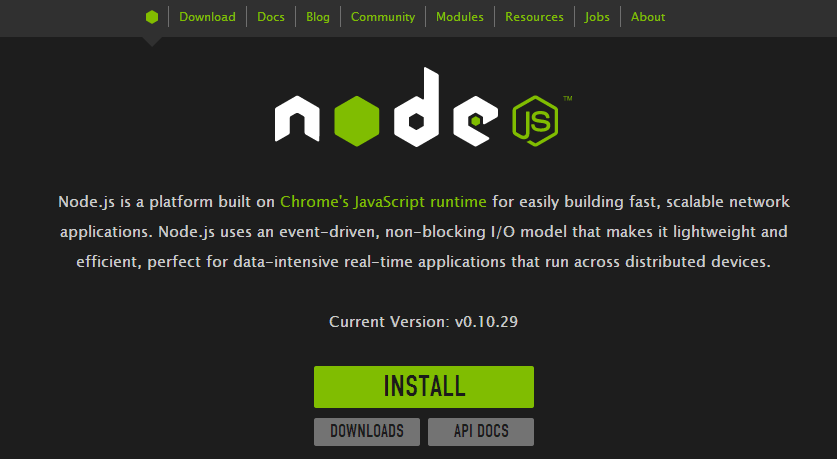 Download Docs Blog Community Modules Resources Jobs About
node JS™
Node.js is a platform built on Chrome's JavaScript runtime for easily building fast, scalable network
applications. Node.js uses an event-driven, non-blocking I/O model that makes it lightweight and
efficient, perfect for data-intensive real-time applications that run across distributed devices.
Current Version: v0.10.29
INSTALL
DOWNLOADS API DOCS